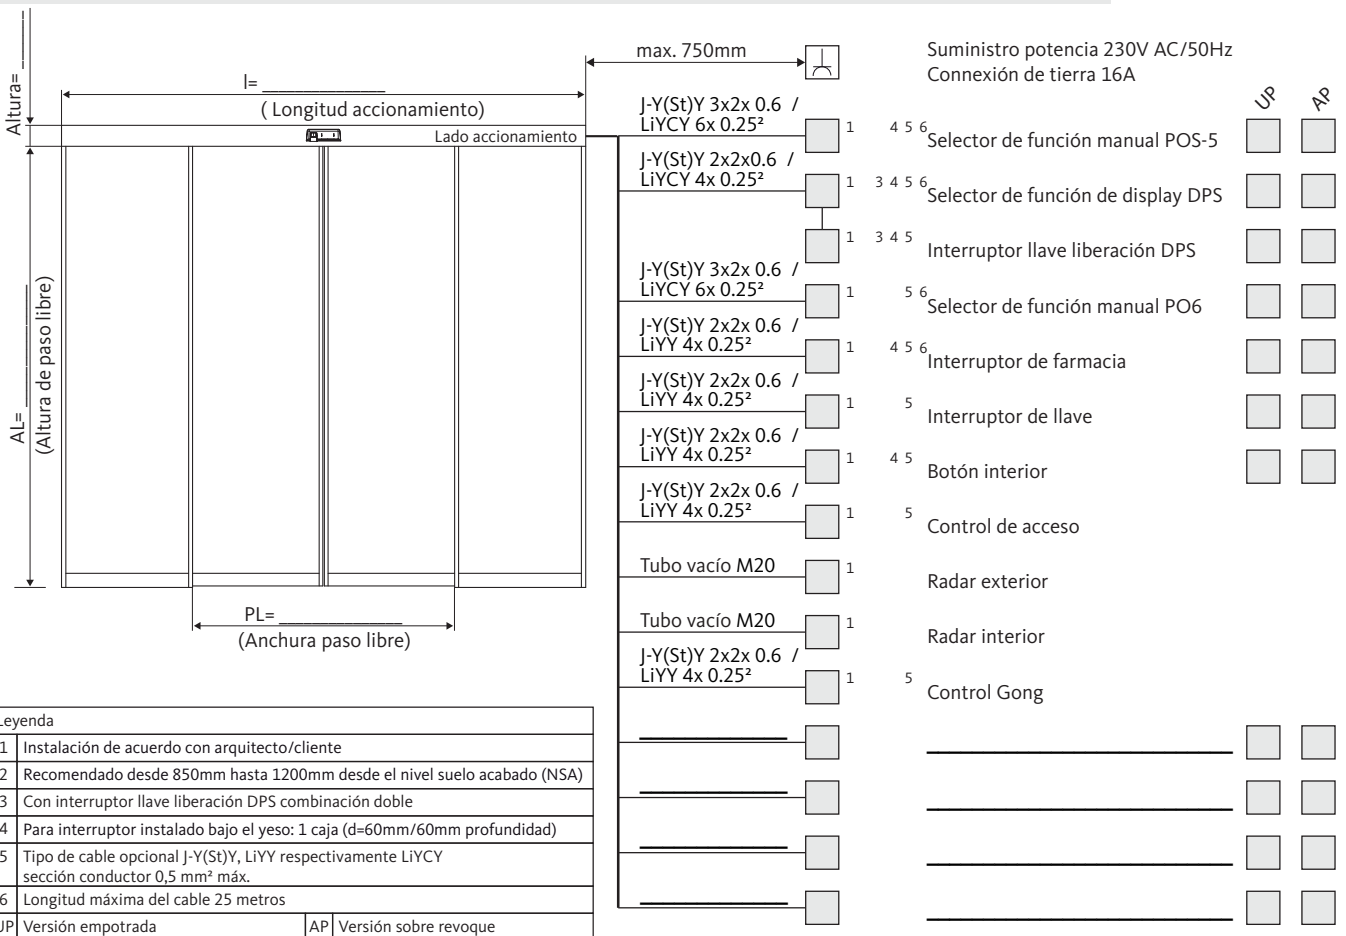 Altura= ____
l= ____________
( Longitud accionamiento)
Lado accionamiento
AL= ____________
(Altura de paso libre)
PL= ____________
(Anchura paso libre)
max. 750mm
Suministro potencia 230V AC/50Hz
Connexión de tierra 16A
UP AP
J-Y(St)Y 3x2x 0.6 /
LiYCY 6x 0.25²
1 4 5 6 Selector de función manual POS-5
J-Y(St)Y 2x2x0.6 /
LiYCY 4x 0.25²
1 3 4 5 6 Selector de función de display DPS
1 3 4 5 Interruptor llave liberación DPS
J-Y(St)Y 3x2x 0.6 /
LiYCY 6x 0.25²
1 5 6 Selector de función manual PO6
J-Y(St)Y 2x2x 0.6 /
LiYY 4x 0.25²
1 4 5 6 Interruptor de farmacia
J-Y(St)Y 2x2x 0.6 /
LiYY 4x 0.25²
1 5 Interruptor de llave
J-Y(St)Y 2x2x 0.6 /
LiYY 4x 0.25²
1 4 5 Botón interior
J-Y(St)Y 2x2x 0.6 /
LiYY 4x 0.25²
1 5 Control de acceso
Tubo vacío M20
1 Radar exterior
Tubo vacío M20
1 Radar interior
J-Y(St)Y 2x2x 0.6 /
LiYY 4x 0.25²
1 5 Control Gong
Leyenda
1 Instalación de acuerdo con arquitecto/cliente
2 Recomendado desde 850mm hasta 1200mm desde el nivel suelo acabado (NSA)
3 Con interruptor llave liberación DPS combinación doble
4 Para interruptor instalado bajo el yeso: 1 caja (d=60mm/60mm profundidad)
5 Tipo de cable opcional J-Y(St)Y, LiYY respectivamente LiYCY
sección conductor 0,5 mm² máx.
6 Longitud máxima del cable 25 metros
UP Versión empotrada AP Versión sobre revoque